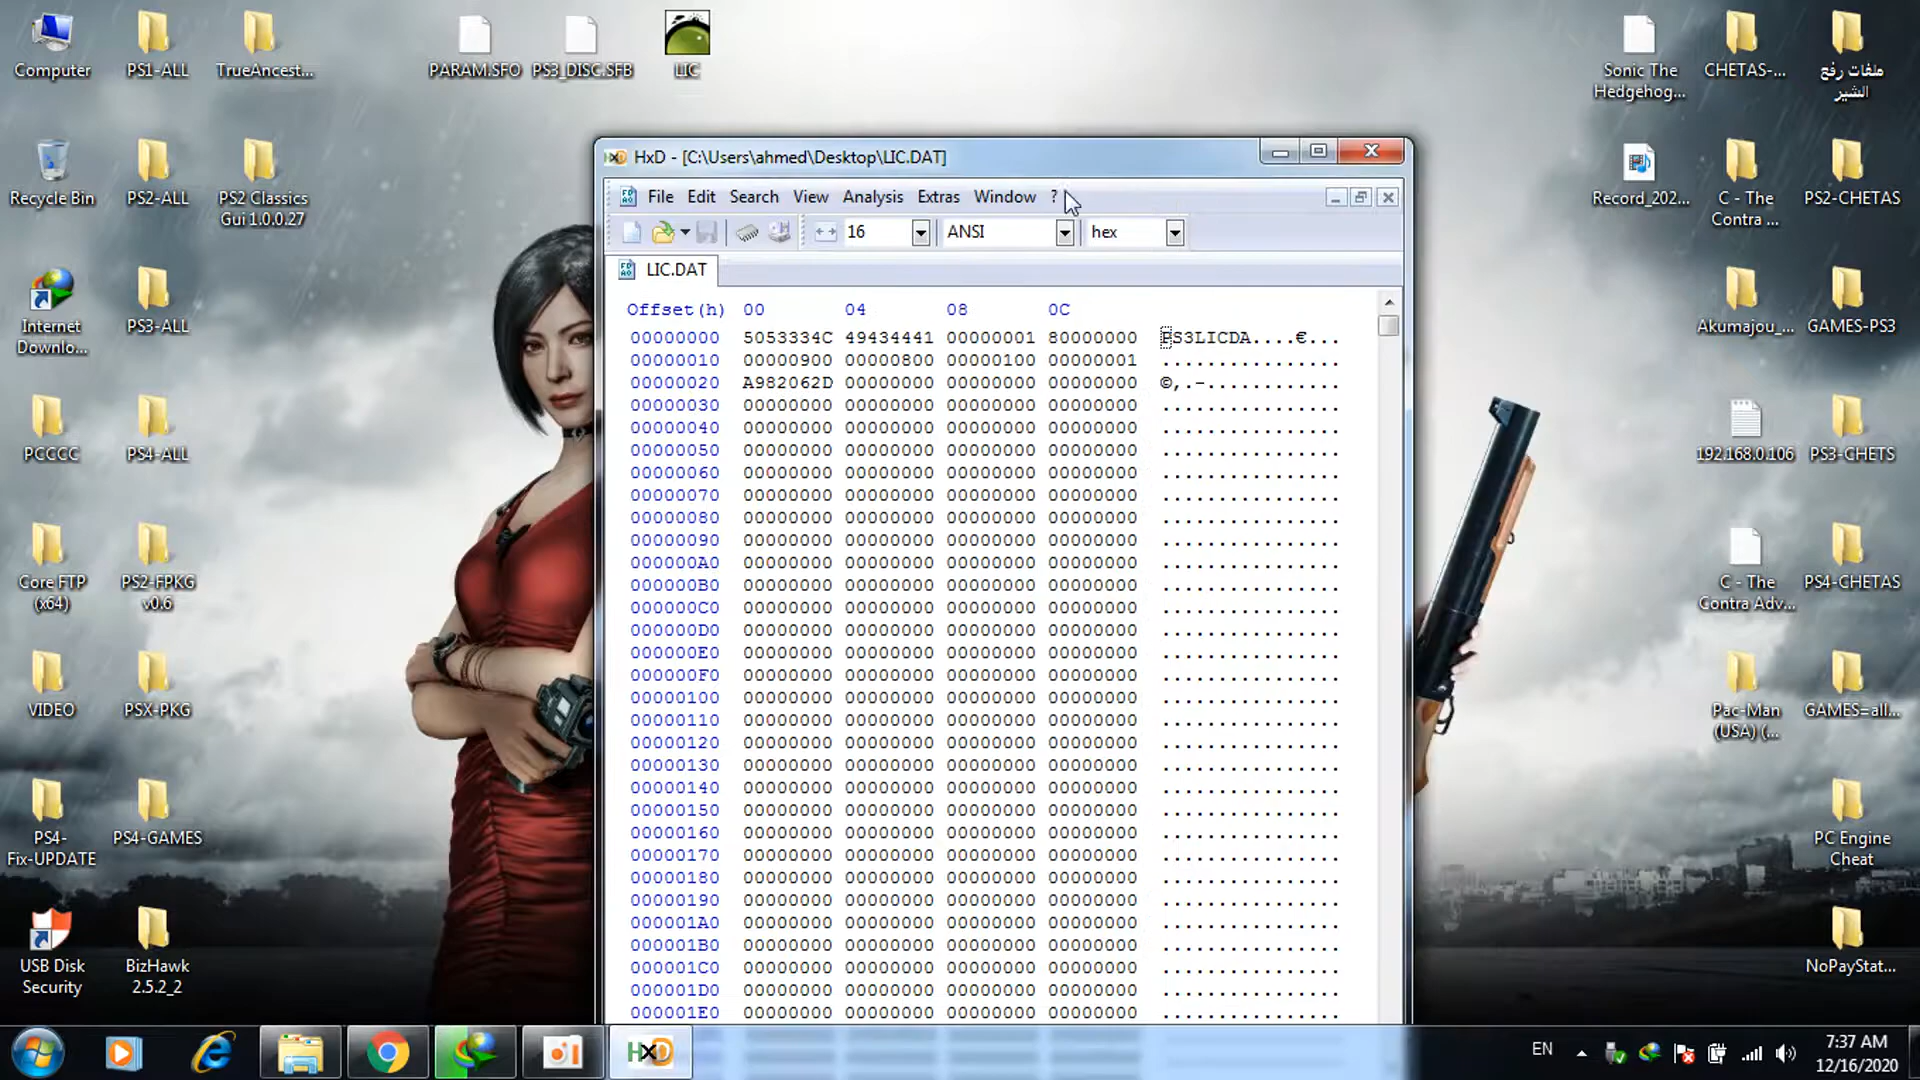 Computer
PS1-ALL
TrueAncest...
PARAM.SFO
PS3_DISC.SFB
LIC
Sonic The
Hedgehog...
CHETAS-...
ملفات رفع
الشير
Recycle Bin
PS2-ALL
PS2 Classics
Gui 1.0.0.27
Record_202...
C - The
Contra ...
PS2-CHETAS
Internet
Downlo...
PS3-ALL
Akumajou_...
GAMES-PS3
PCCCC
PS4-ALL
192.168.0.106
PS3-CHETS
Core FTP
(x64)
PS2-FPKG
v0.6
C - The
Contra Adv...
PS4-CHETAS
VIDEO
PSX-PKG
Pac-Man
(USA) (...
GAMES=all...
PS4-
Fix-UPDATE
PS4-GAMES
PC Engine
Cheat
USB Disk
Security
BizHawk
2.5.2_2
NoPayStat...
HxD - [C:\Users\ahmed\Desktop\LIC.DAT]
File Edit Search View Analysis Extras Window ?
16 ANSI hex
LIC.DAT
Offset(h) 00 04 08 0C
00000000 5053334C 49434441 00000001 80000000 PS3LICDA....€...
00000010 00000900 00000800 00000100 00000001 ................
00000020 A982062D 00000000 00000000 00000000 ©‚.-............
00000030 00000000 00000000 00000000 00000000 ................
00000040 00000000 00000000 00000000 00000000 ................
00000050 00000000 00000000 00000000 00000000 ................
00000060 00000000 00000000 00000000 00000000 ................
00000070 00000000 00000000 00000000 00000000 ................
00000080 00000000 00000000 00000000 00000000 ................
00000090 00000000 00000000 00000000 00000000 ................
000000A0 00000000 00000000 00000000 00000000 ................
000000B0 00000000 00000000 00000000 00000000 ................
000000C0 00000000 00000000 00000000 00000000 ................
000000D0 00000000 00000000 00000000 00000000 ................
000000E0 00000000 00000000 00000000 00000000 ................
000000F0 00000000 00000000 00000000 00000000 ................
00000100 00000000 00000000 00000000 00000000 ................
00000110 00000000 00000000 00000000 00000000 ................
00000120 00000000 00000000 00000000 00000000 ................
00000130 00000000 00000000 00000000 00000000 ................
00000140 00000000 00000000 00000000 00000000 ................
00000150 00000000 00000000 00000000 00000000 ................
00000160 00000000 00000000 00000000 00000000 ................
00000170 00000000 00000000 00000000 00000000 ................
00000180 00000000 00000000 00000000 00000000 ................
00000190 00000000 00000000 00000000 00000000 ................
000001A0 00000000 00000000 00000000 00000000 ................
000001B0 00000000 00000000 00000000 00000000 ................
000001C0 00000000 00000000 00000000 00000000 ................
000001D0 00000000 00000000 00000000 00000000 ................
000001E0 00000000 00000000 00000000 00000000 ................
HXD
EN
7:37 AM
12/16/2020